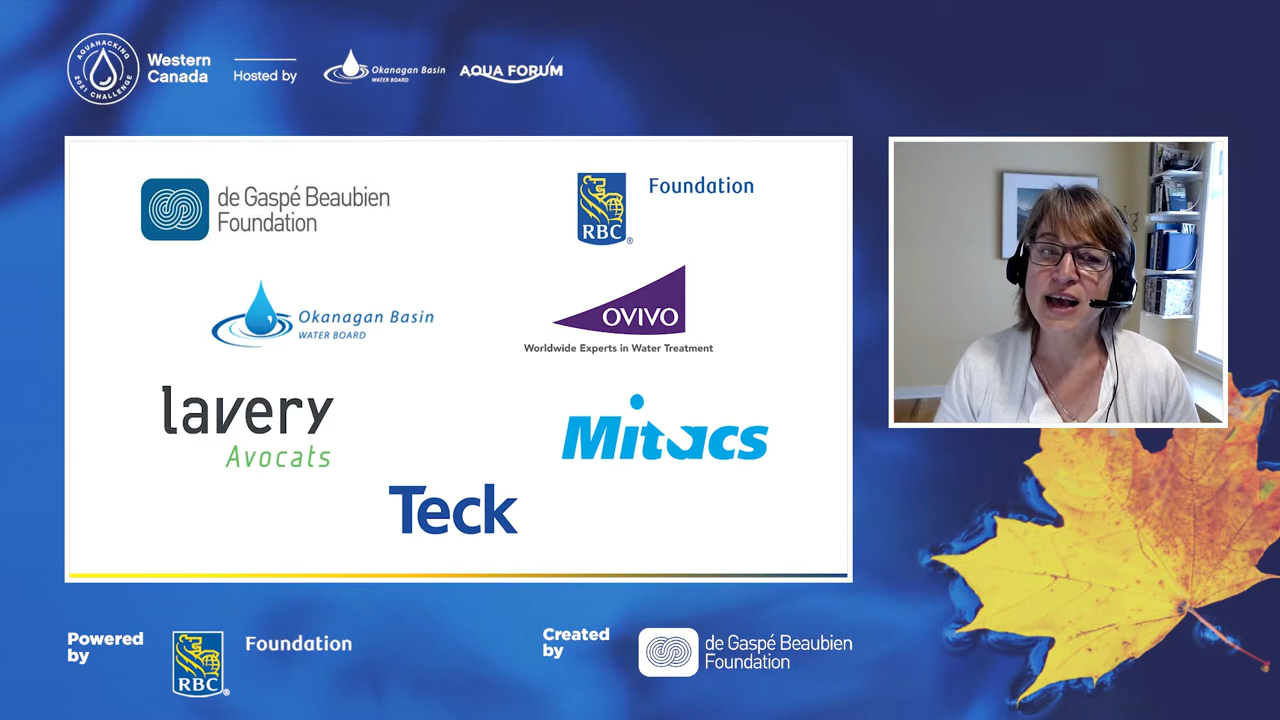 AQUAHACKING
2021 CHALLENGE
Western
Canada
Hosted by
Okanagan Basin
WATER BOARD
AQUA FORUM
de Gaspé Beaubien
Foundation
RBC
®
Foundation
Okanagan Basin
WATER BOARD
OVIVO
Worldwide Experts in Water Treatment
lavery
Avocats
Mitacs
Teck
Powered
by
RBC
®
Foundation
Created
by
de Gaspé Beaubien
Foundation